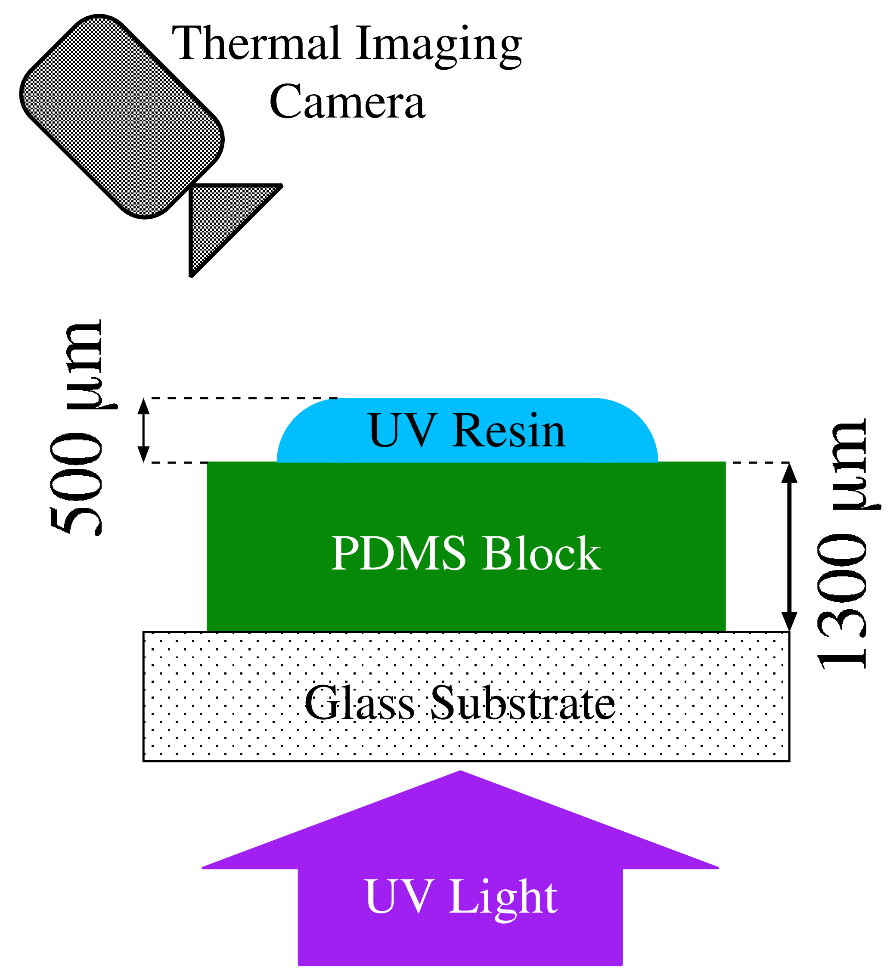 Thermal Imaging
Camera
500 μm
UV Resin
PDMS Block
1300 μm
Glass Substrate
UV Light